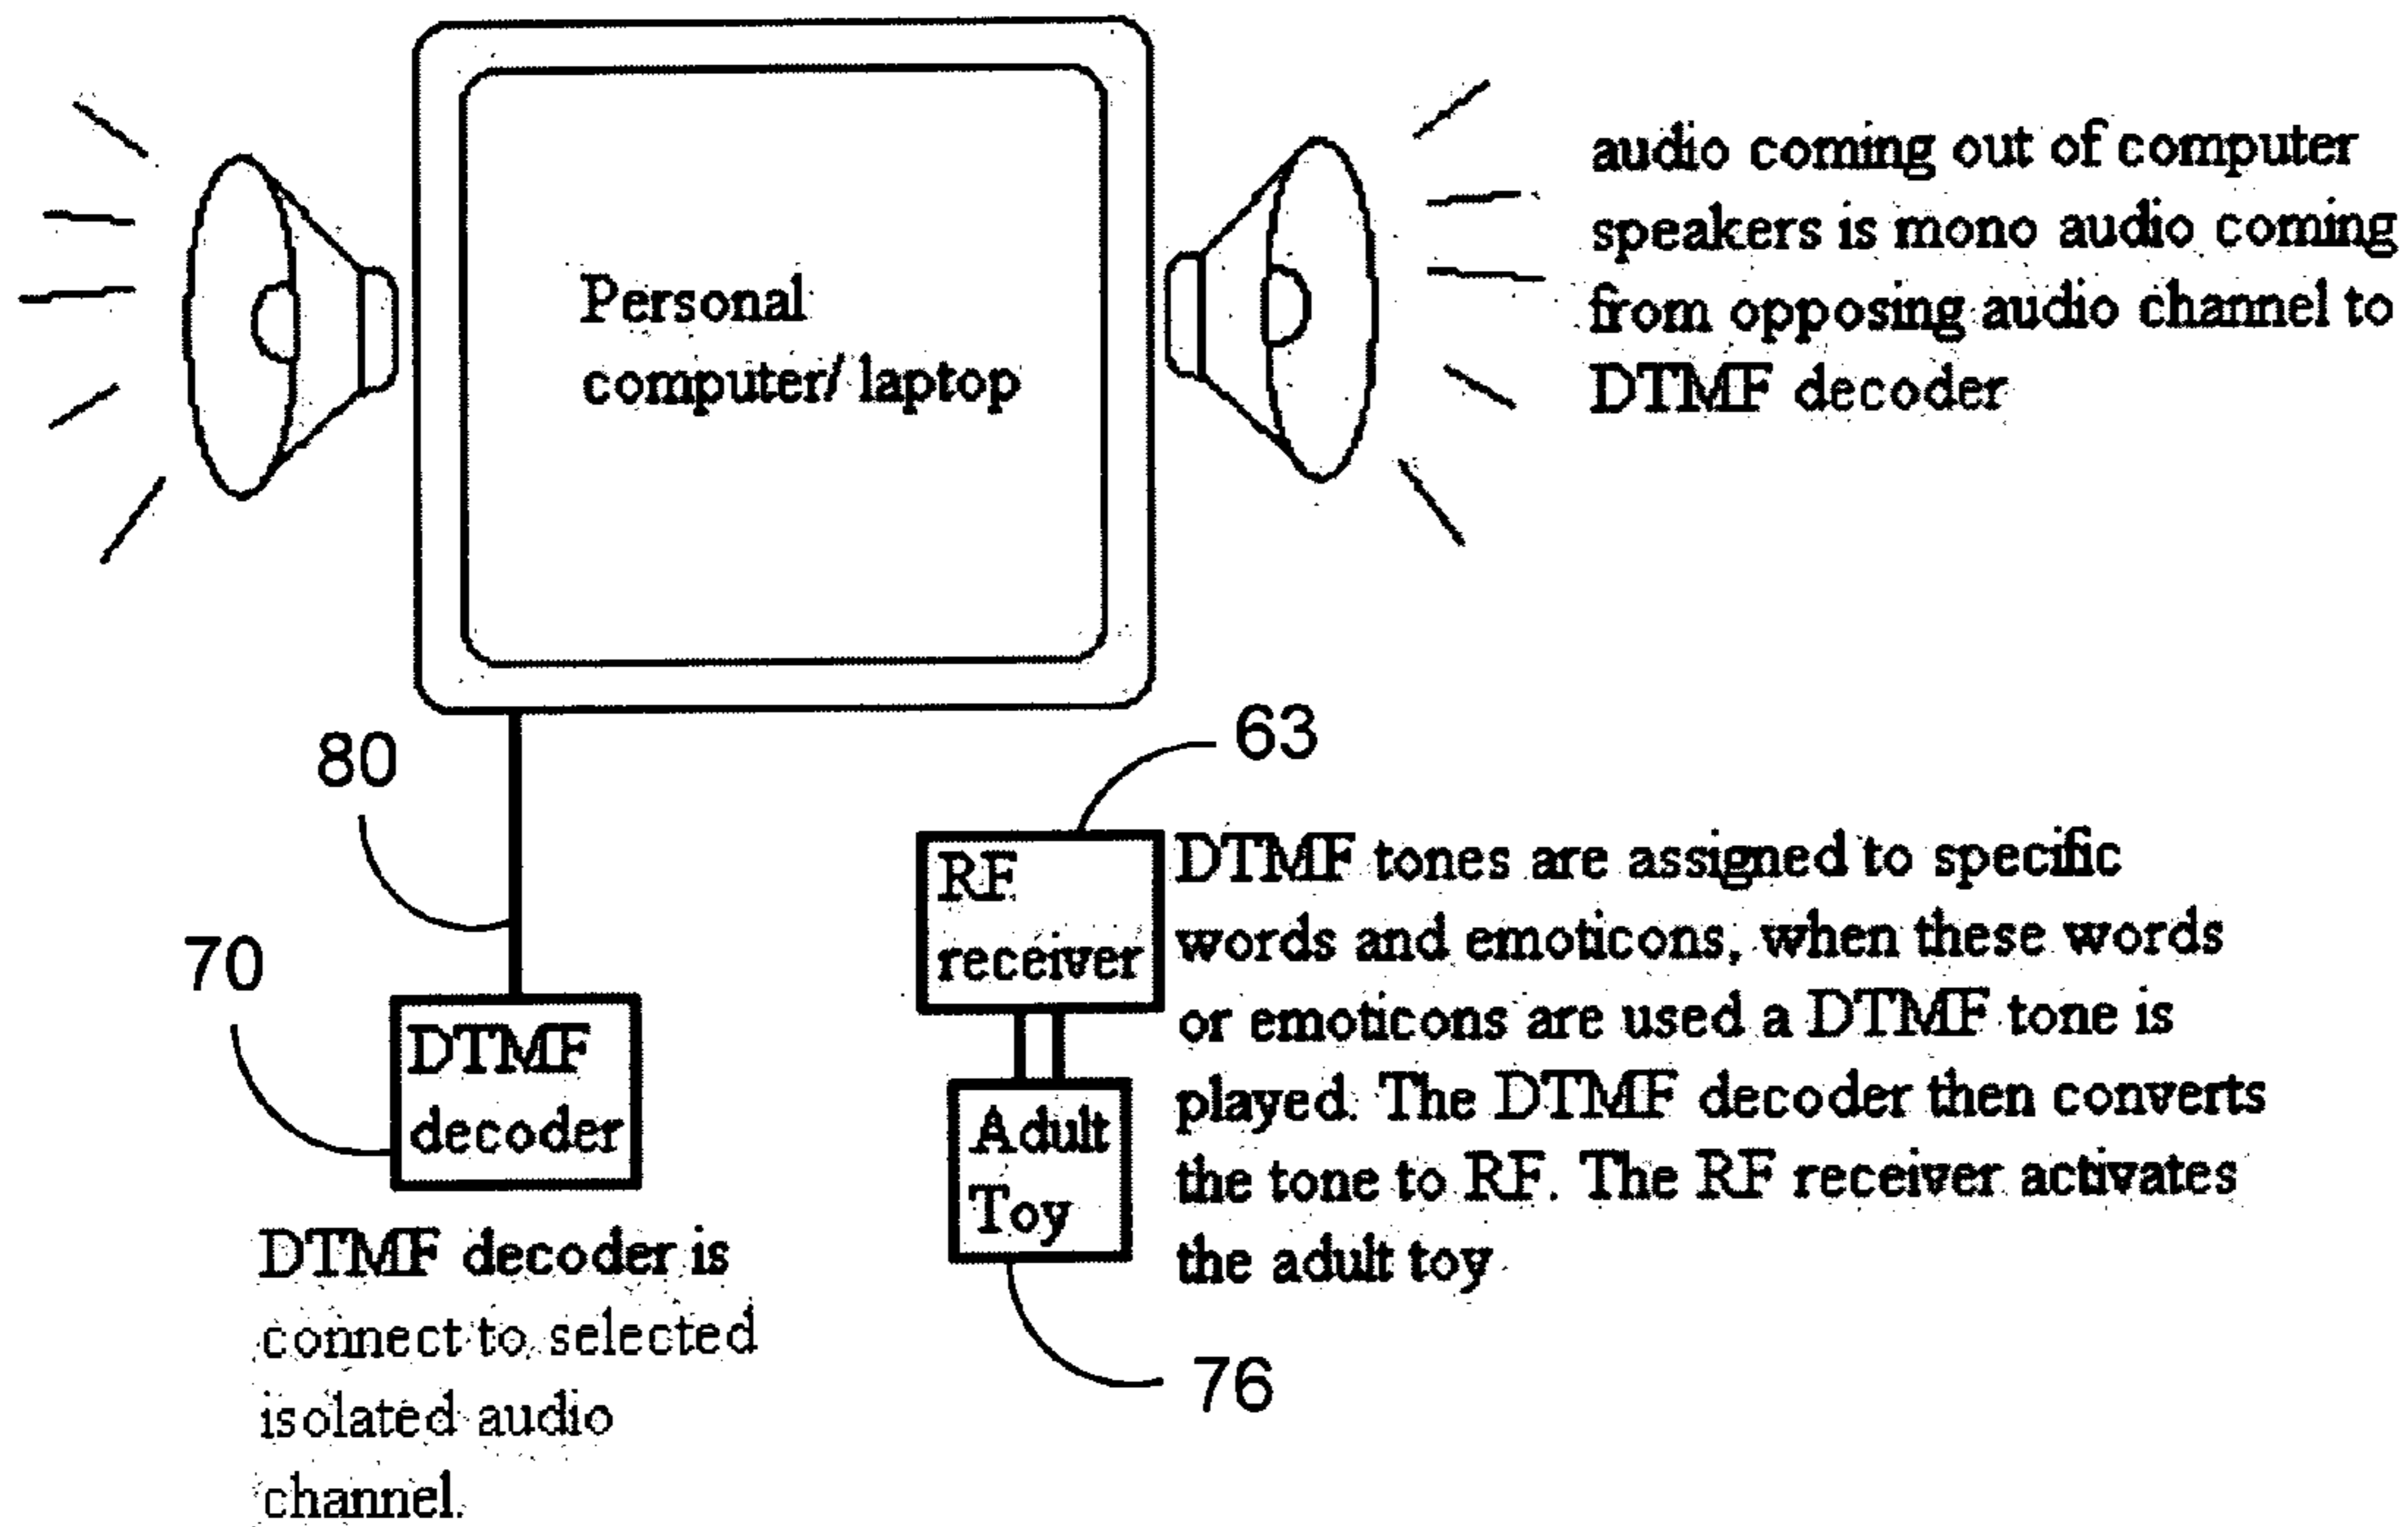 audio coming out of computer
speakers is mono audio coming
from opposing audio channel to
DTMF decoder
Personal
computer/ laptop
63
80
RF
receiver
DTMF tones are assigned to specific
words and emoticons, when these words
or emoticons are used a DTMF tone is
played. The DTMF decoder then converts
the tone to RF. The RF receiver activates
the adult toy
70
DTMF
decoder
Adult
Toy
DTMF decoder is
connect to selected
isolated audio
channel.
76